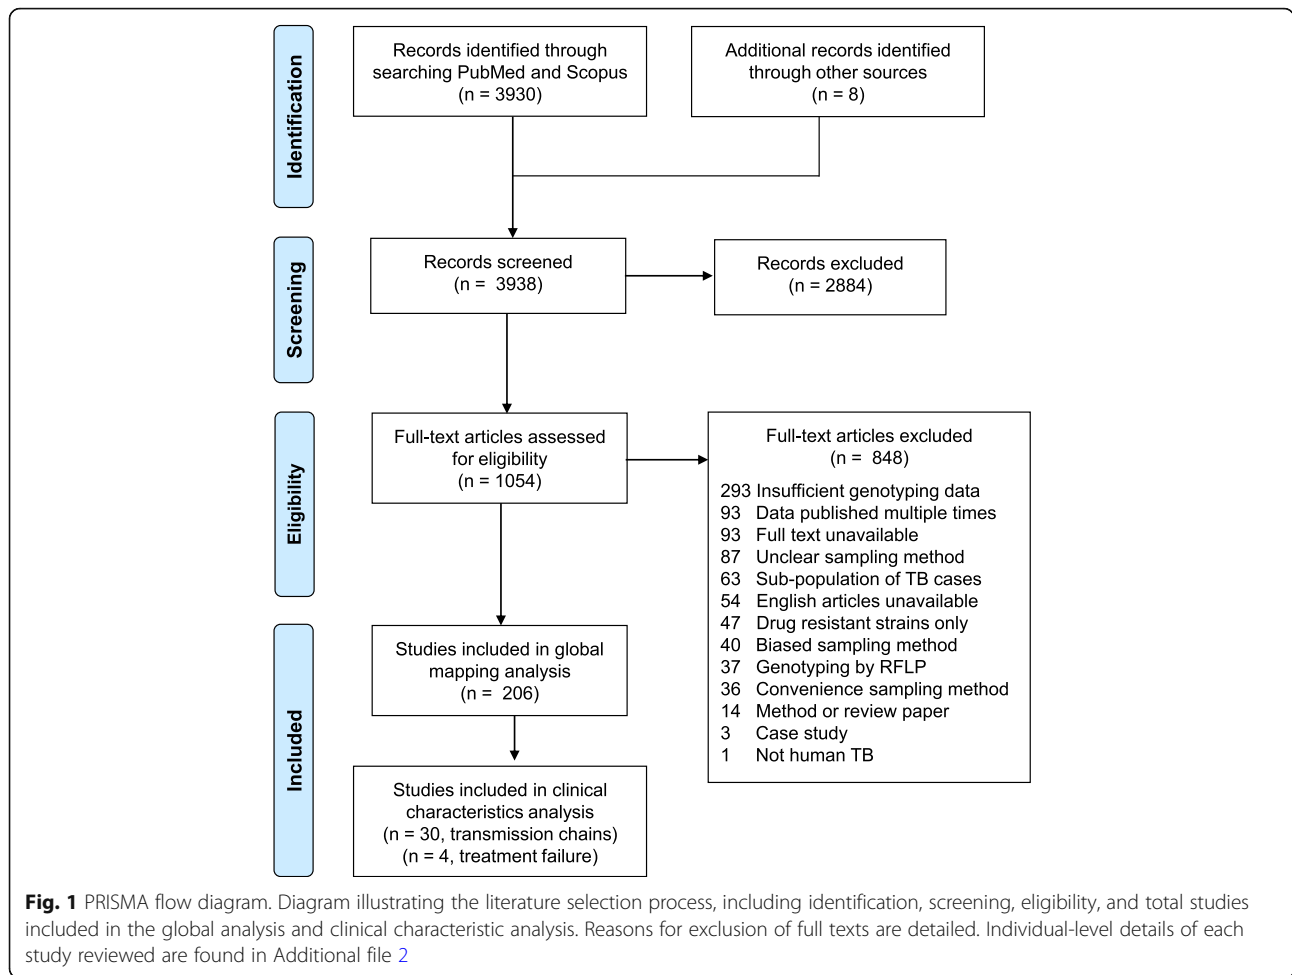 Identification
Records identified through
searching PubMed and Scopus
(n = 3930)
Additional records identified
through other sources
(n = 8)
Screening
Records screened
(n = 3938)
Records excluded
(n = 2884)
Eligibility
Full-text articles assessed
for eligibility
(n = 1054)
Full-text articles excluded
(n = 848)
293 Insufficient genotyping data
93 Data published multiple times
93 Full text unavailable
87 Unclear sampling method
63 Sub-population of TB cases
54 English articles unavailable
47 Drug resistant strains only
40 Biased sampling method
37 Genotyping by RFLP
36 Convenience sampling method
14 Method or review paper
3 Case study
1 Not human TB
Included
Studies included in global
mapping analysis
(n = 206)
Studies included in clinical
characteristics analysis
(n = 30, transmission chains)
(n = 4, treatment failure)
Fig. 1 PRISMA flow diagram. Diagram illustrating the literature selection process, including identification, screening, eligibility, and total studies
included in the global analysis and clinical characteristic analysis. Reasons for exclusion of full texts are detailed. Individual-level details of each
study reviewed are found in Additional file 2